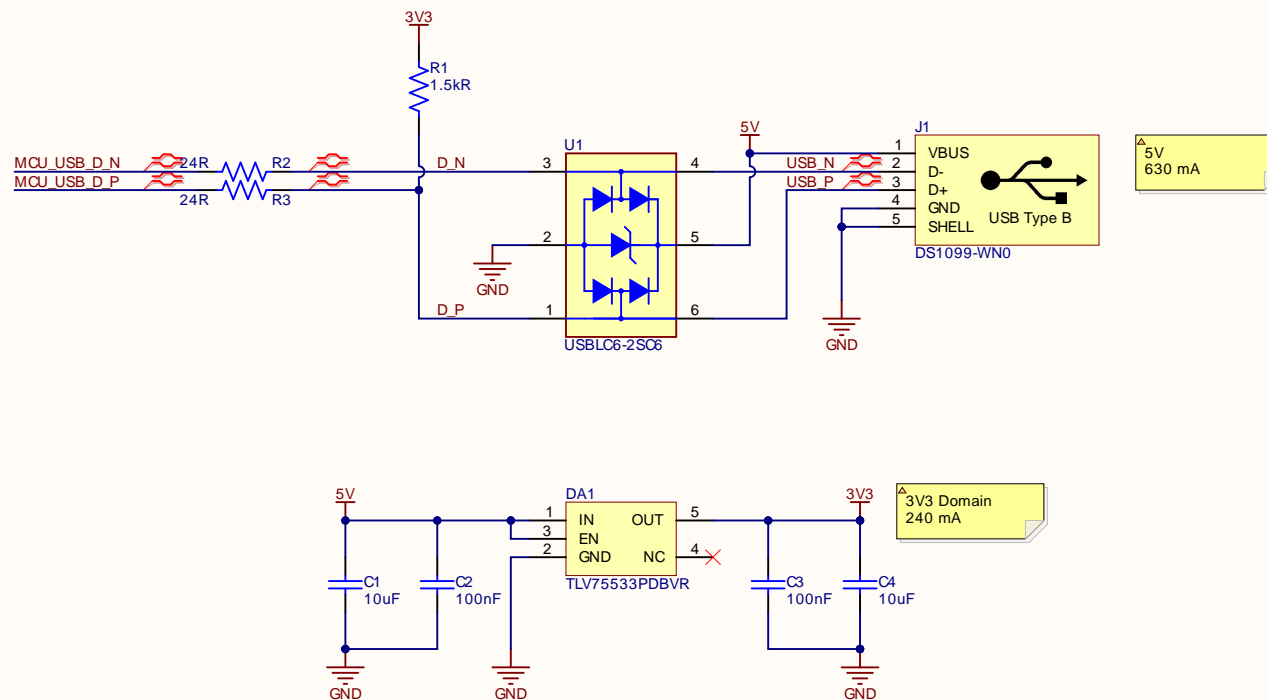 3V3
R1
1.5kR
MCU_USB_D_N
24R
R2
D_N
MCU_USB_D_P
24R
R3
D_P
U1
3
4
2
5
1
6
USBLC6-2SC6
GND
5V
USB_N
USB_P
J1
1
VBUS
2
D-
3
D+
4
GND
5
SHELL
USB Type B
DS1099-WN0
GND
5V
630 mA
5V
C1
10uF
C2
100nF
GND
DA1
1
IN
OUT
5
3
EN
2
GND
NC
4
TLV75533PDBVR
GND
3V3
C3
100nF
C4
10uF
GND
3V3 Domain
240 mA